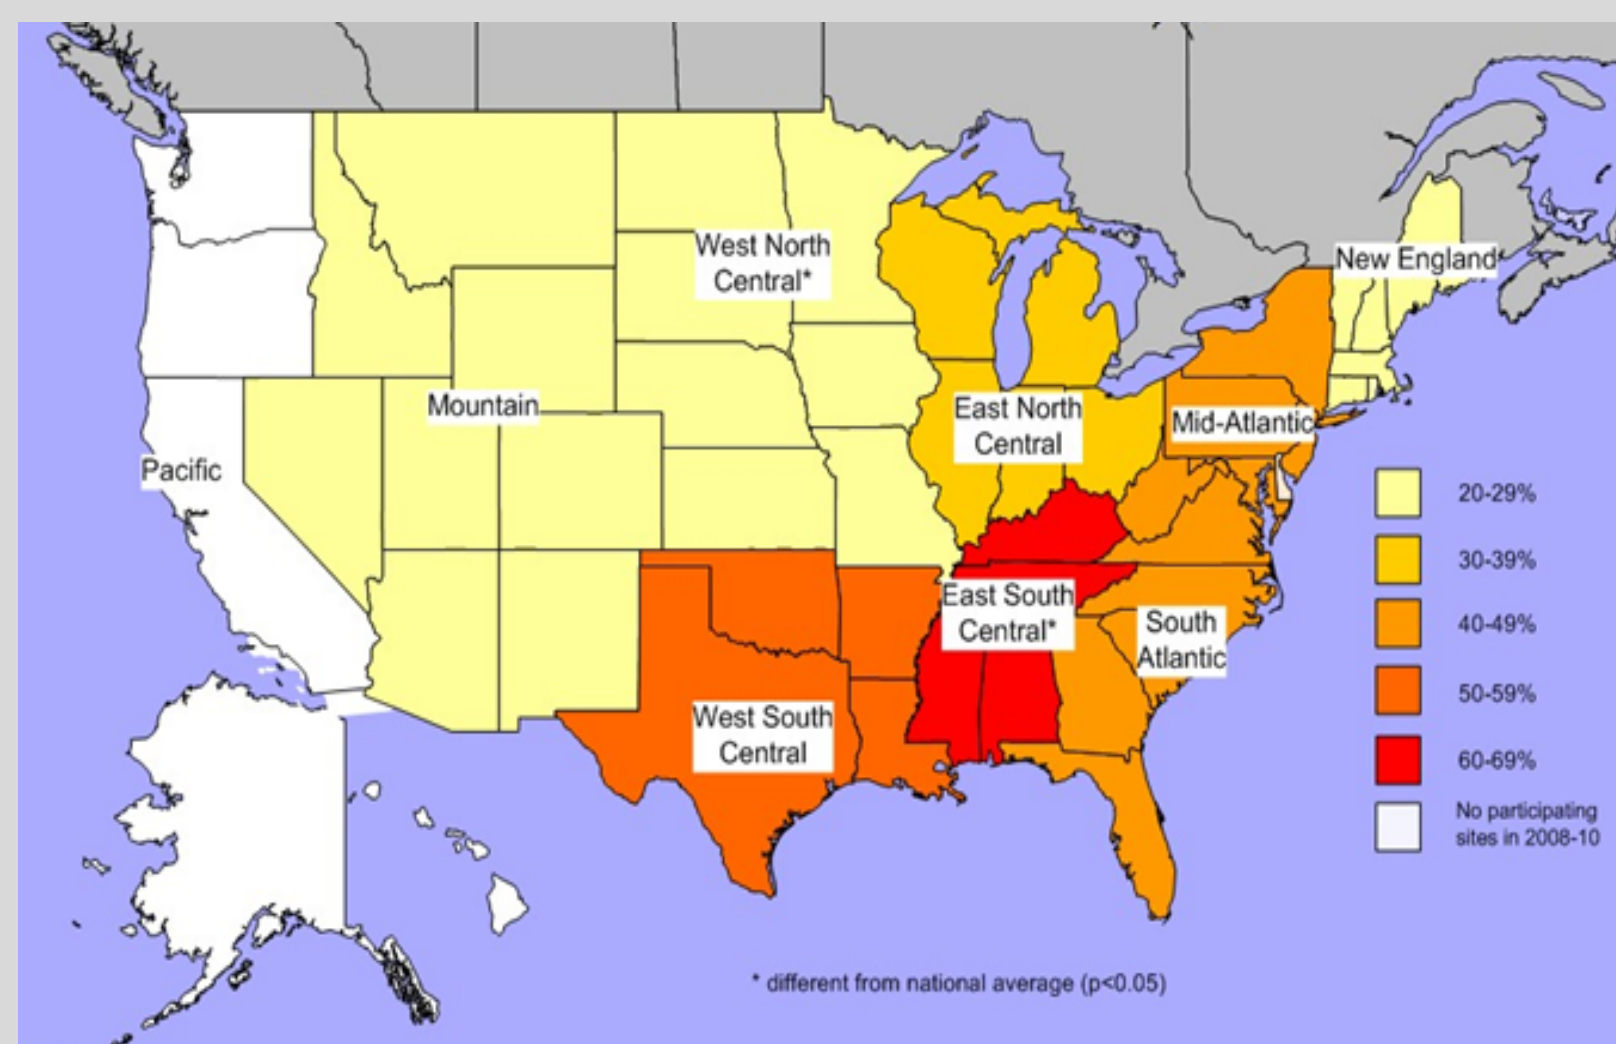 West North
Central*
New England
Mountain
East North
Central
Mid-Atlantic
Pacific
East South
Central*
South
Atlantic
West South
Central
20-29%
30-39%
40-49%
50-59%
60-69%
No participating
sites in 2008-10
* different from national average (p<0.05)